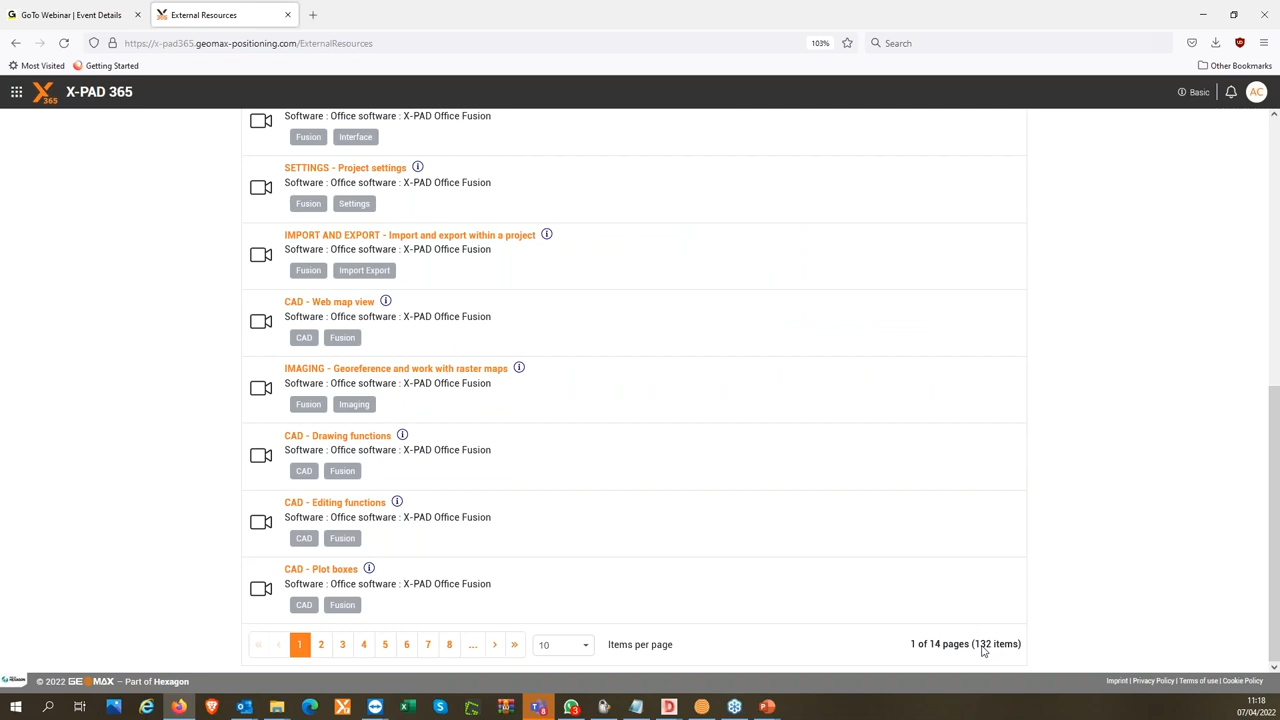 GoTo Webinar | Event Details
External Resources
https://x-pad365.geomax-positioning.com/ExternalResources
103%
Search
Most Visited
Getting Started
Other Bookmarks
X-PAD 365
Basic
AC
Software : Office software : X-PAD Office Fusion
Fusion Interface
SETTINGS - Project settings
Software : Office software : X-PAD Office Fusion
Fusion Settings
IMPORT AND EXPORT - Import and export within a project
Software : Office software : X-PAD Office Fusion
Fusion Import Export
CAD - Web map view
Software : Office software : X-PAD Office Fusion
CAD Fusion
IMAGING - Georeference and work with raster maps
Software : Office software : X-PAD Office Fusion
Fusion Imaging
CAD - Drawing functions
Software : Office software : X-PAD Office Fusion
CAD Fusion
CAD - Editing functions
Software : Office software : X-PAD Office Fusion
CAD Fusion
CAD - Plot boxes
Software : Office software : X-PAD Office Fusion
CAD Fusion
« ‹ 1 2 3 4 5 6 7 8 ... › » 10 Items per page 1 of 14 pages (132 items)
© 2022 GEOMAX – Part of Hexagon
Imprint | Privacy Policy | Terms of use | Cookie Policy
11:18
07/04/2022